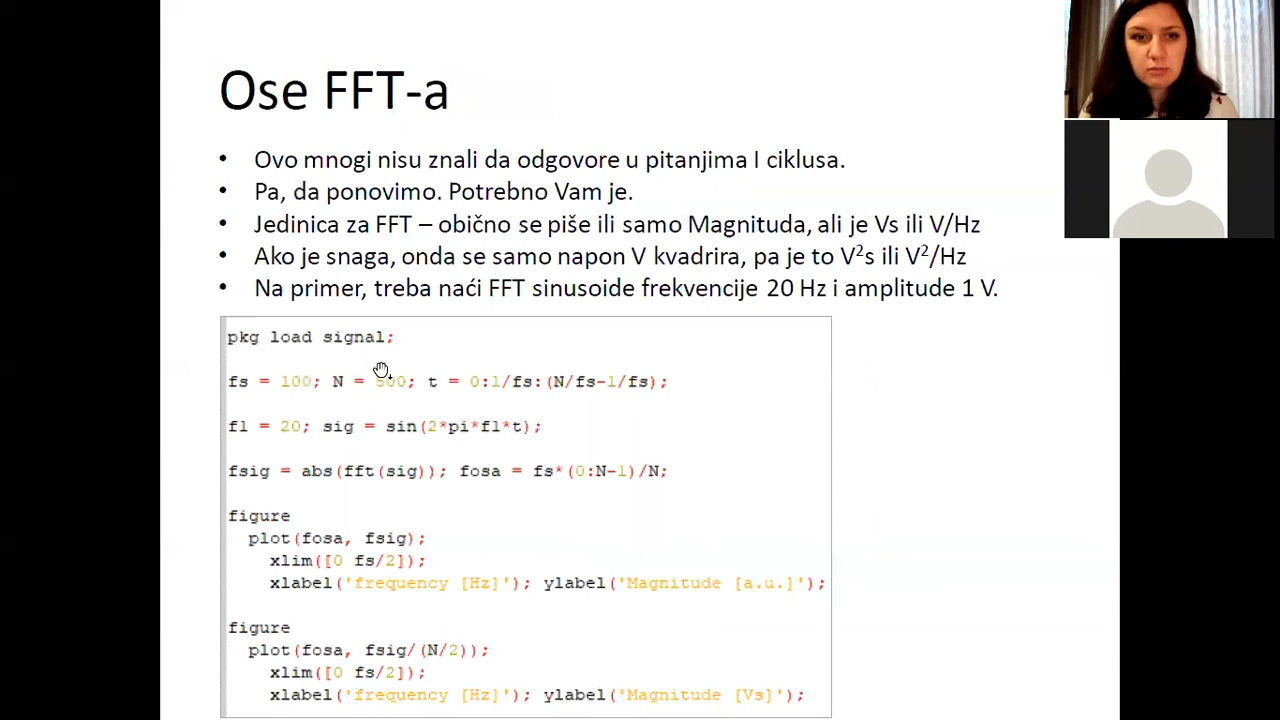 Ose FFT-a
• Ovo mnogi nisu znali da odgovore u pitanjima I ciklusa.
• Pa, da ponovimo. Potrebno Vam je.
• Jedinica za FFT – obično se piše ili samo Magnituda, ali je Vs ili V/Hz
• Ako je snaga, onda se samo napon V kvadrira, pa je to V²s ili V²/Hz
• Na primer, treba naći FFT sinusoide frekvencije 20 Hz i amplitude 1 V.
pkg load signal;
fs = 100; N = 500; t = 0:1/fs:(N/fs-1/fs);
f1 = 20; sig = sin(2*pi*f1*t);
fsig = abs(fft(sig)); fosa = fs*(0:N-1)/N;
figure
plot(fosa, fsig);
xlim([0 fs/2]);
xlabel('frequency [Hz]'); ylabel('Magnitude [a.u.]');
figure
plot(fosa, fsig/(N/2));
xlim([0 fs/2]);
xlabel('frequency [Hz]'); ylabel('Magnitude [Vs]');